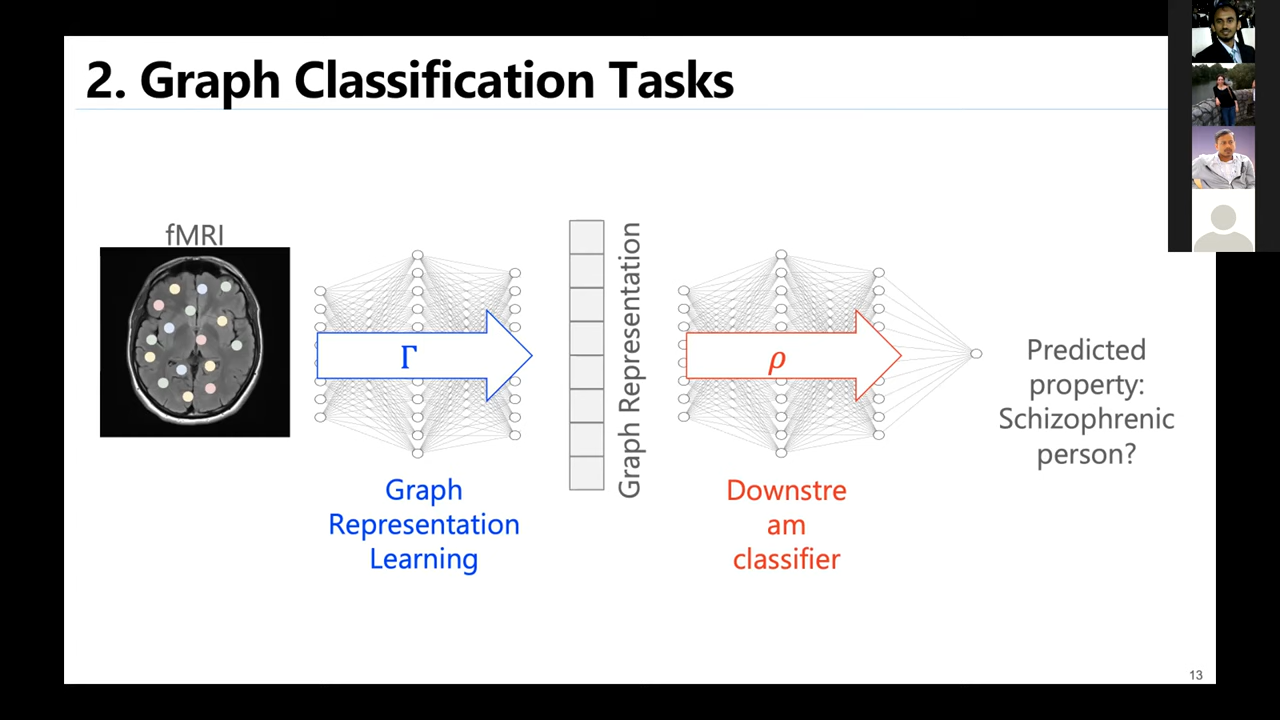 2. Graph Classification Tasks
fMRI
Γ
Graph
Representation
Learning
Graph Representation
ρ
Downstre
am
classifier
Predicted
property:
Schizophrenic
person?
13